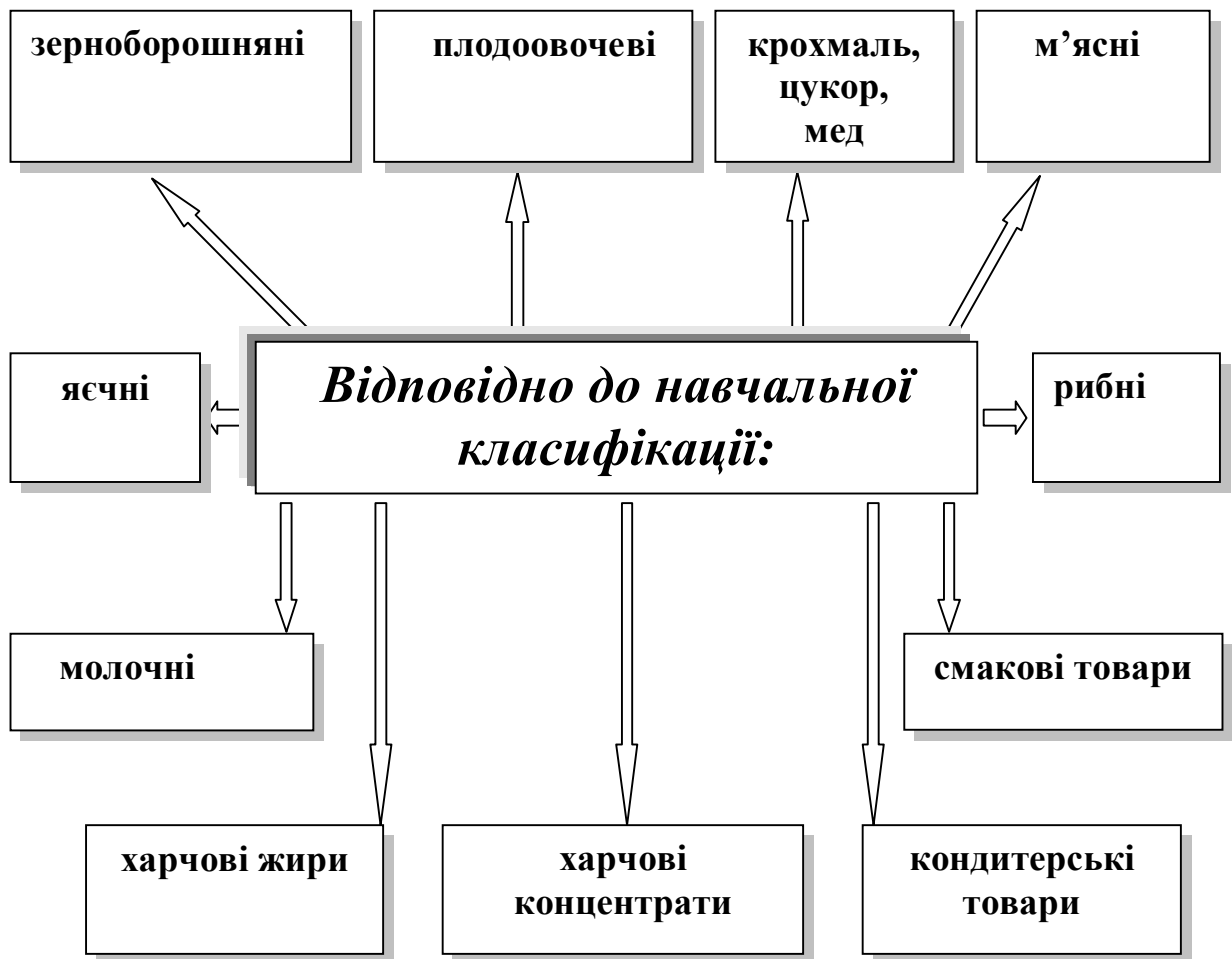 зерноборошняні
плодоовочеві
крохмаль,
цукор,
мед
м’ясні
яєчні
Відповідно до навчальної
класифікації:
рибні
молочні
смакові товари
харчові жири
харчові
концентрати
кондитерські
товари